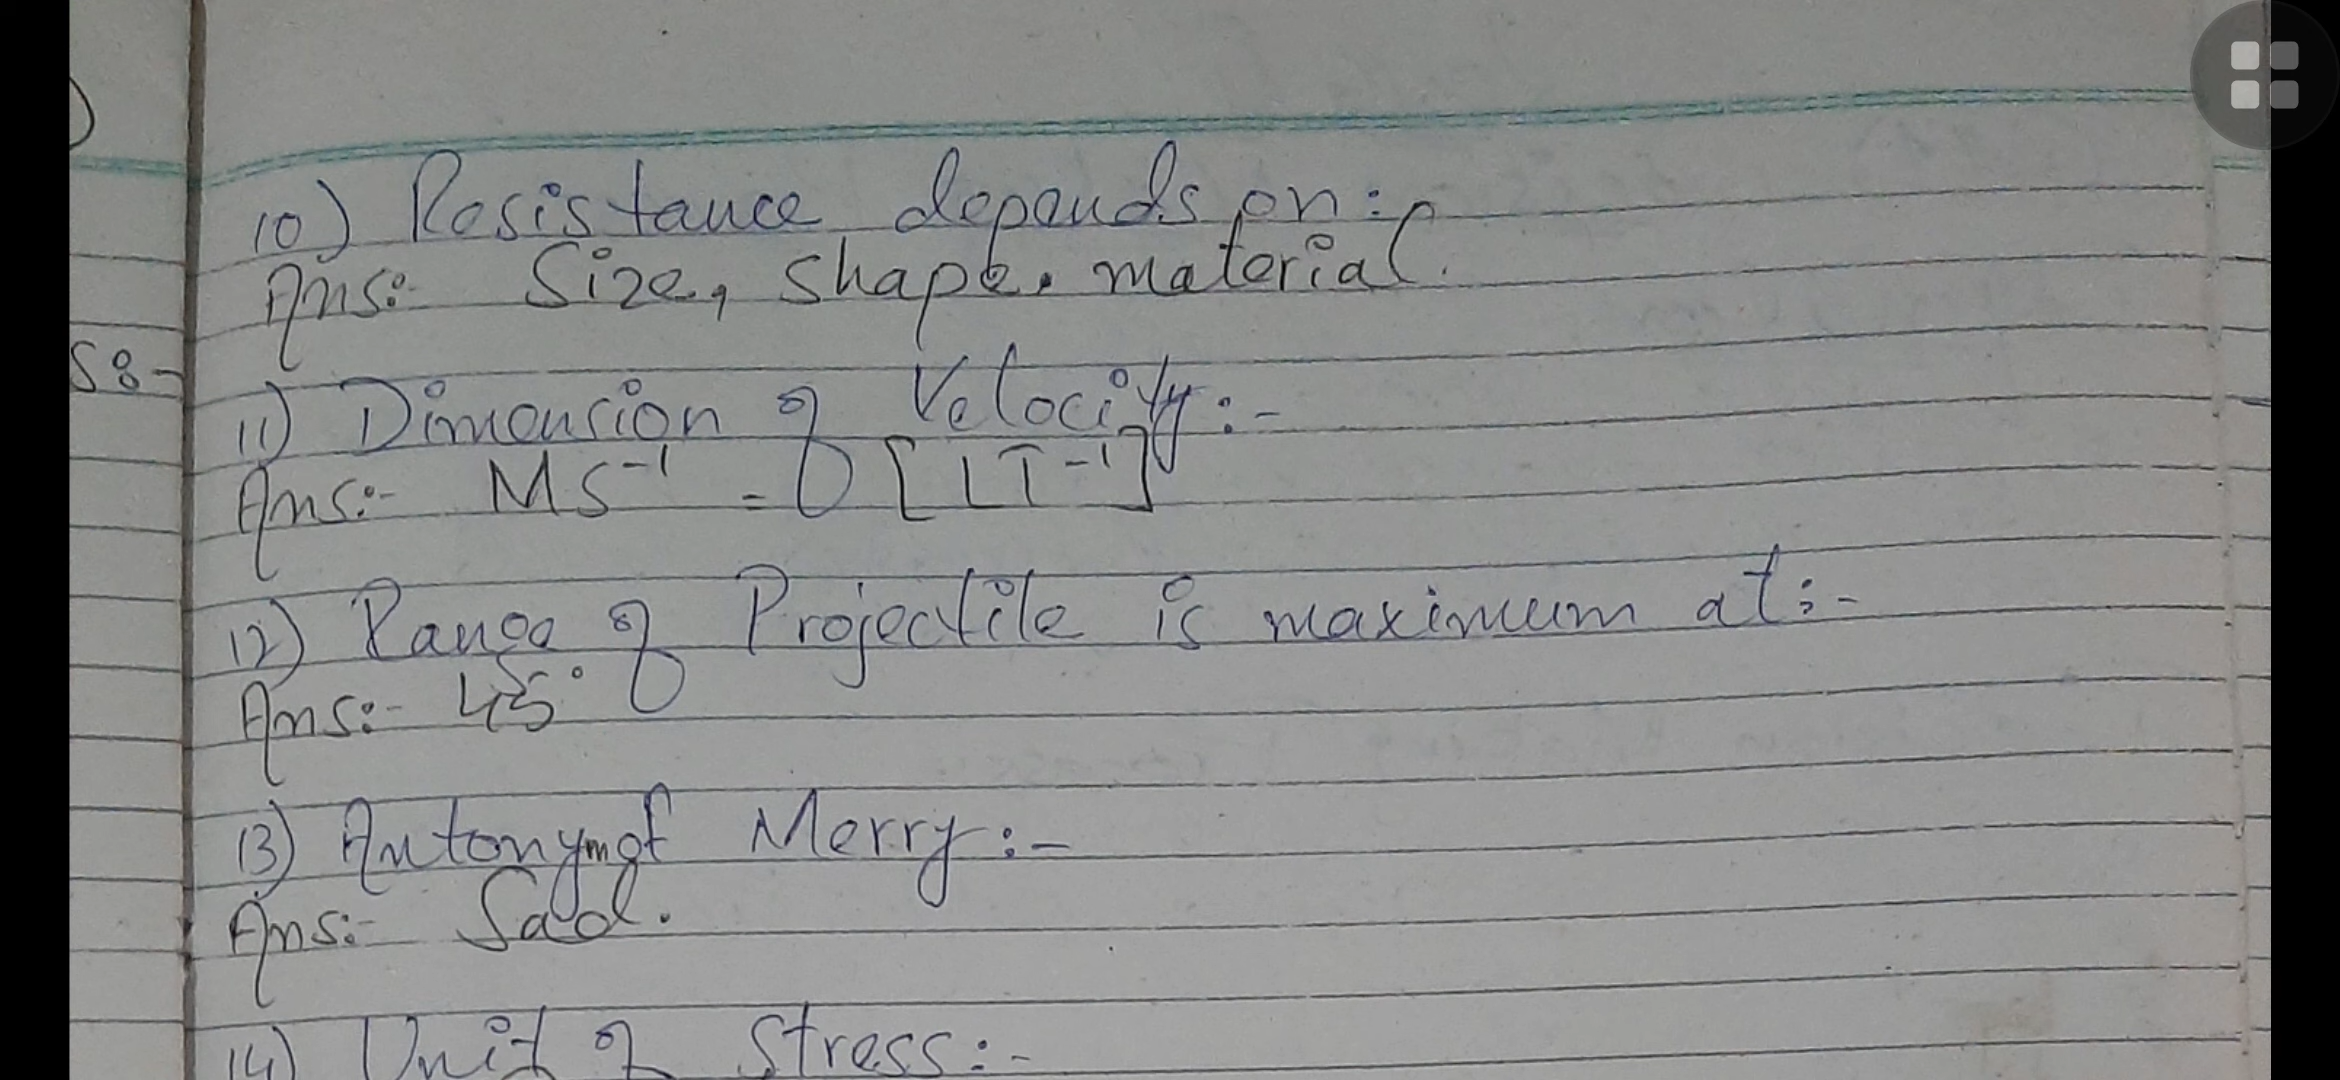 )
S:-
10) Resistance depends on:-
Ans:- Size, shape, material.
11) Dimension of Velocity:-
Ans:- MS⁻¹ = [LT⁻¹]
12) Range of Projectile is maximum at:-
Ans:- 45°
13) Antonym of Merry:-
Ans:- Sad.
14) Unit of Stress:-